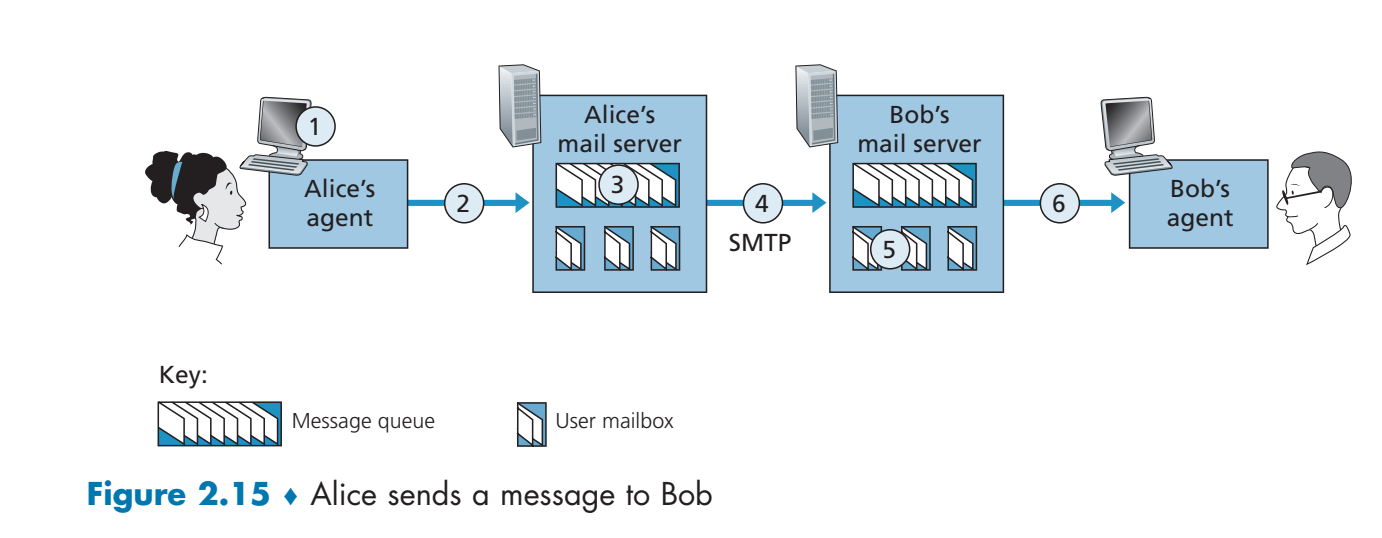 1
Alice's
agent
2
Alice's
mail server
3
4
SMTP
Bob's
mail server
5
6
Bob's
agent
Key:
Message queue
User mailbox
Figure 2.15 ♦ Alice sends a message to Bob